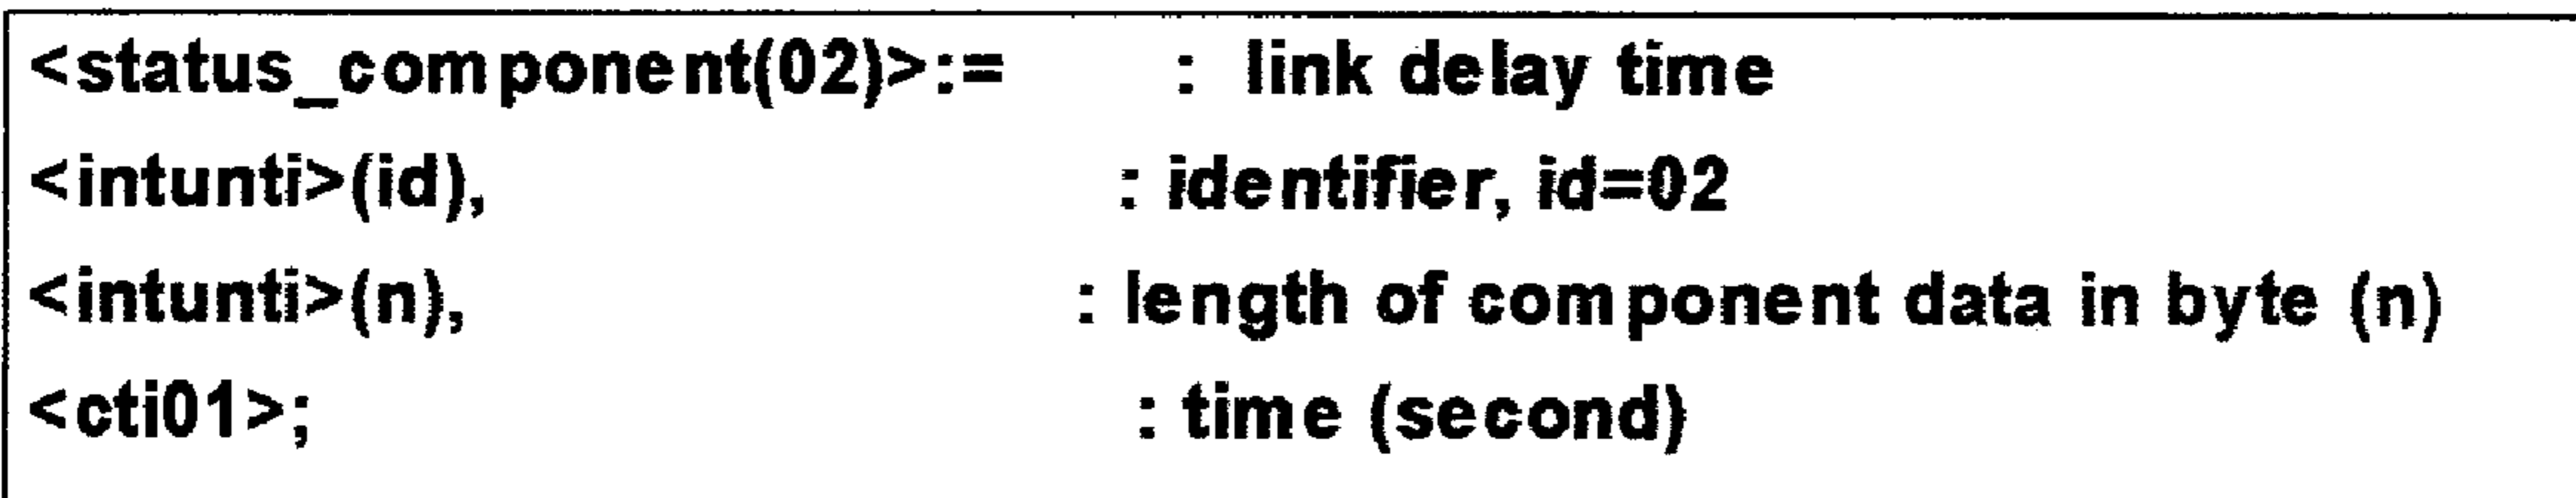 <status_component(02)>:= : link delay time
<intunti>(id), : identifier, id=02
<intunti>(n), : length of component data in byte (n)
<cti01>; : time (second)